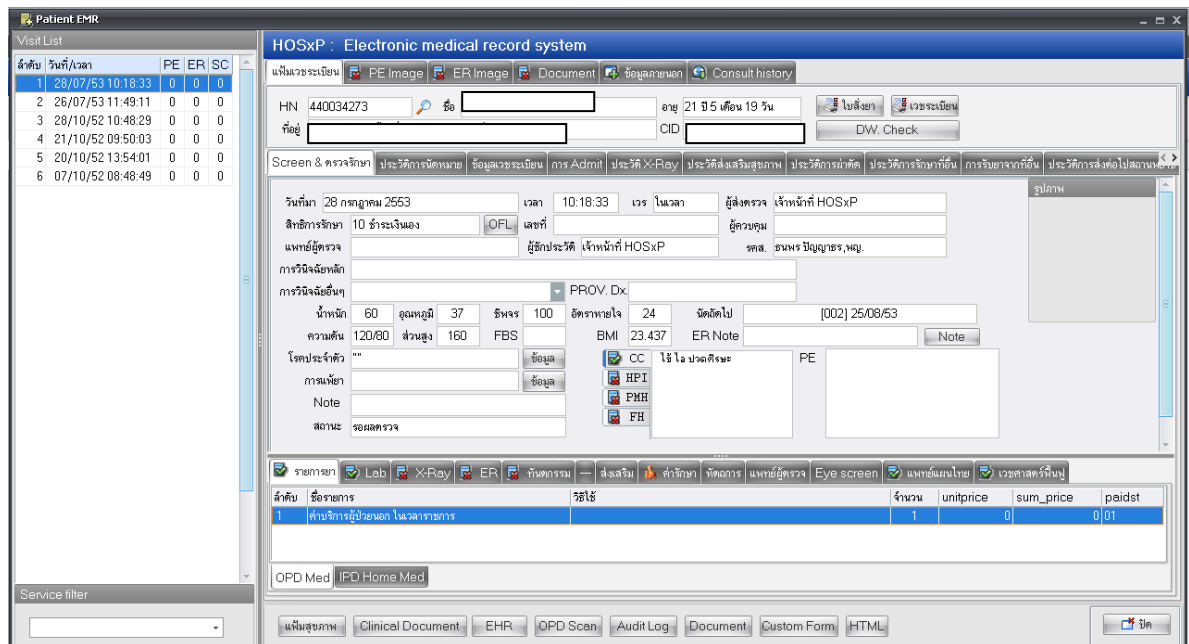 Patient EMR
Visit List
ลำดับ วันที่/เวลา PE ER SC
1 28/07/53 10:18:33 0 0 0
2 26/07/53 11:49:11 0 0 0
3 28/10/52 10:48:29 0 0 0
4 21/10/52 09:50:03 0 0 0
5 20/10/52 13:54:01 0 0 0
6 07/10/52 08:48:49 0 0 0
Service filter
HOSxP : Electronic medical record system
แฟ้มเวชระเบียน PE Image ER Image Document ข้อมูลภายนอก Consult history
HN 440034273 ชื่อ อายุ 21 ปี 5 เดือน 19 วัน ใบสั่งยา เวชระเบียน
ที่อยู่ CID DW. Check
Screen & ตรวจรักษา ประวัติการนัดหมาย ข้อมูลเวชระเบียน การ Admit ประวัติ X-Ray ประวัติส่งเสริมสุขภาพ ประวัติการผ่าตัด ประวัติการรักษาที่อื่น การรับยาจากที่อื่น ประวัติการส่งต่อไปสถานพยาบาล
รูปภาพ
วันที่มา 28 กรกฎาคม 2553 เวลา 10:18:33 เวร ในเวลา ผู้ส่งตรวจ เจ้าหน้าที่ HOSxP
สิทธิการรักษา 10 ชำระเงินเอง OFL เลขที่ ผู้ควบคุม
แพทย์ผู้ตรวจ ผู้ซักประวัติ เจ้าหน้าที่ HOSxP รคส. ธนพร ปัญญาธร,พญ.
การวินิจฉัยหลัก
การวินิจฉัยอื่นๆ PROV. Dx.
น้ำหนัก 60 อุณหภูมิ 37 ชีพจร 100 อัตราหายใจ 24 นัดถัดไป [002] 25/08/53
ความดัน 120/80 ส่วนสูง 160 FBS BMI 23.437 ER Note Note
โรคประจำตัว "" ข้อมูล CC ไข้ ไอ ปวดศีรษะ PE
การแพ้ยา ข้อมูล HPI
Note PMH
สถานะ รอผลตรวจ FH
รายการยา Lab X-Ray ER ทันตกรรม ส่งเสริม ค่ารักษา หัตถการ แพทย์ผู้ตรวจ Eye screen แพทย์แผนไทย เวชศาสตร์ฟื้นฟู
ลำดับ ชื่อรายการ วิธีใช้ จำนวน unitprice sum_price paidst
1 ค่าบริการผู้ป่วยนอก ในเวลาราชการ 1 0 0 01
OPD Med IPD Home Med
แฟ้มสุขภาพ Clinical Document EHR OPD Scan Audit Log Document Custom Form HTML ปิด